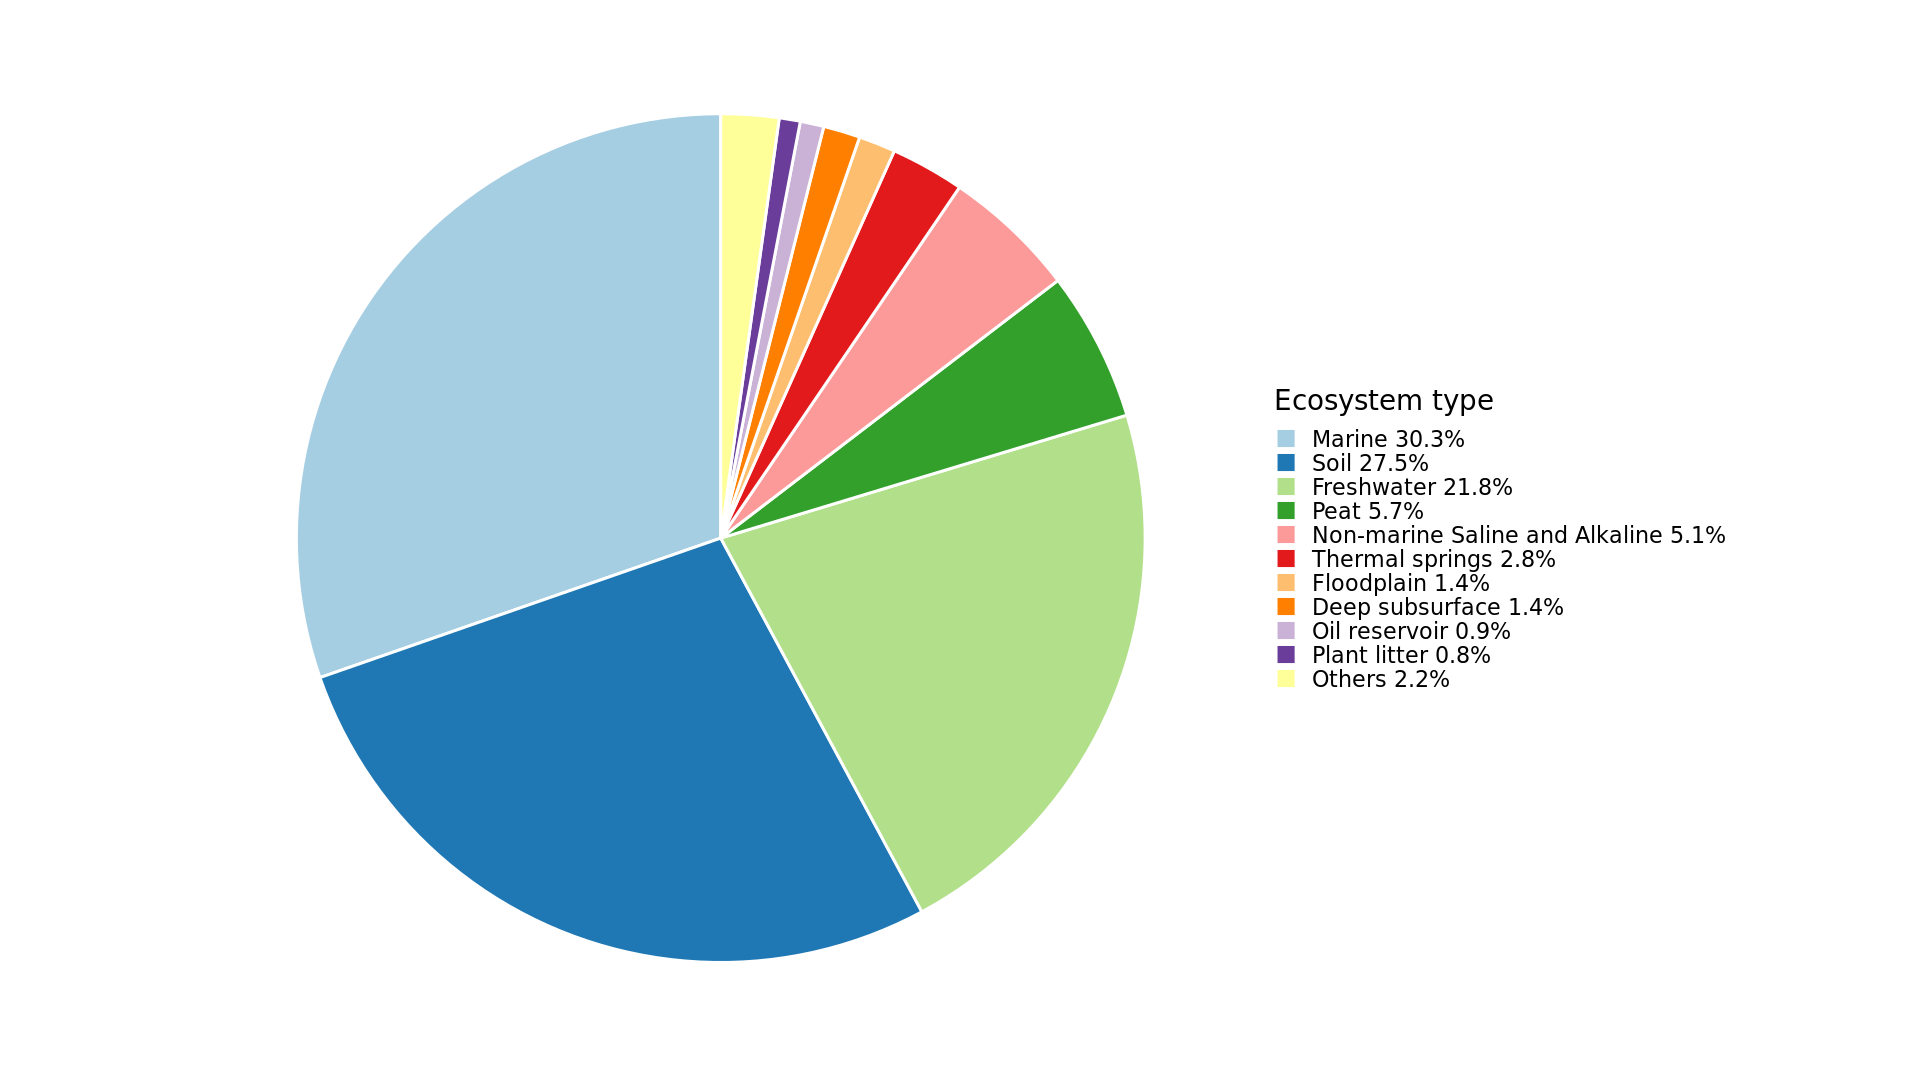 Ecosystem type
Marine 30.3%
Soil 27.5%
Freshwater 21.8%
Peat 5.7%
Non-marine Saline and Alkaline 5.1%
Thermal springs 2.8%
Floodplain 1.4%
Deep subsurface 1.4%
Oil reservoir 0.9%
Plant litter 0.8%
Others 2.2%